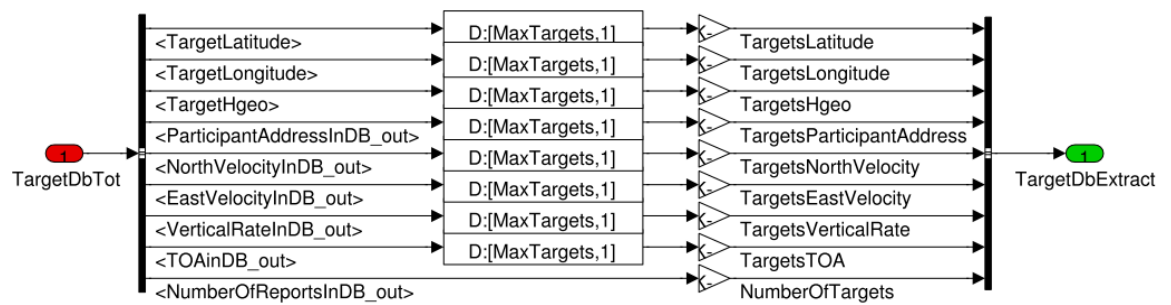 D:[MaxTargets,1]
<TargetLatitude>
K-
TargetsLatitude
D:[MaxTargets,1]
<TargetLongitude>
K-
TargetsLongitude
D:[MaxTargets,1]
<TargetHgeo>
K-
TargetsHgeo
D:[MaxTargets,1]
<ParticipantAddressInDB_out>
K-
TargetsParticipantAddress
1
TargetDbTot
D:[MaxTargets,1]
<NorthVelocityInDB_out>
K-
TargetsNorthVelocity
1
TargetDbExtract
D:[MaxTargets,1]
<EastVelocityInDB_out>
K-
TargetsEastVelocity
D:[MaxTargets,1]
<VerticalRateInDB_out>
K-
TargetsVerticalRate
D:[MaxTargets,1]
<TOAinDB_out>
K-
TargetsTOA
<NumberOfReportsInDB_out>
K-
NumberOfTargets